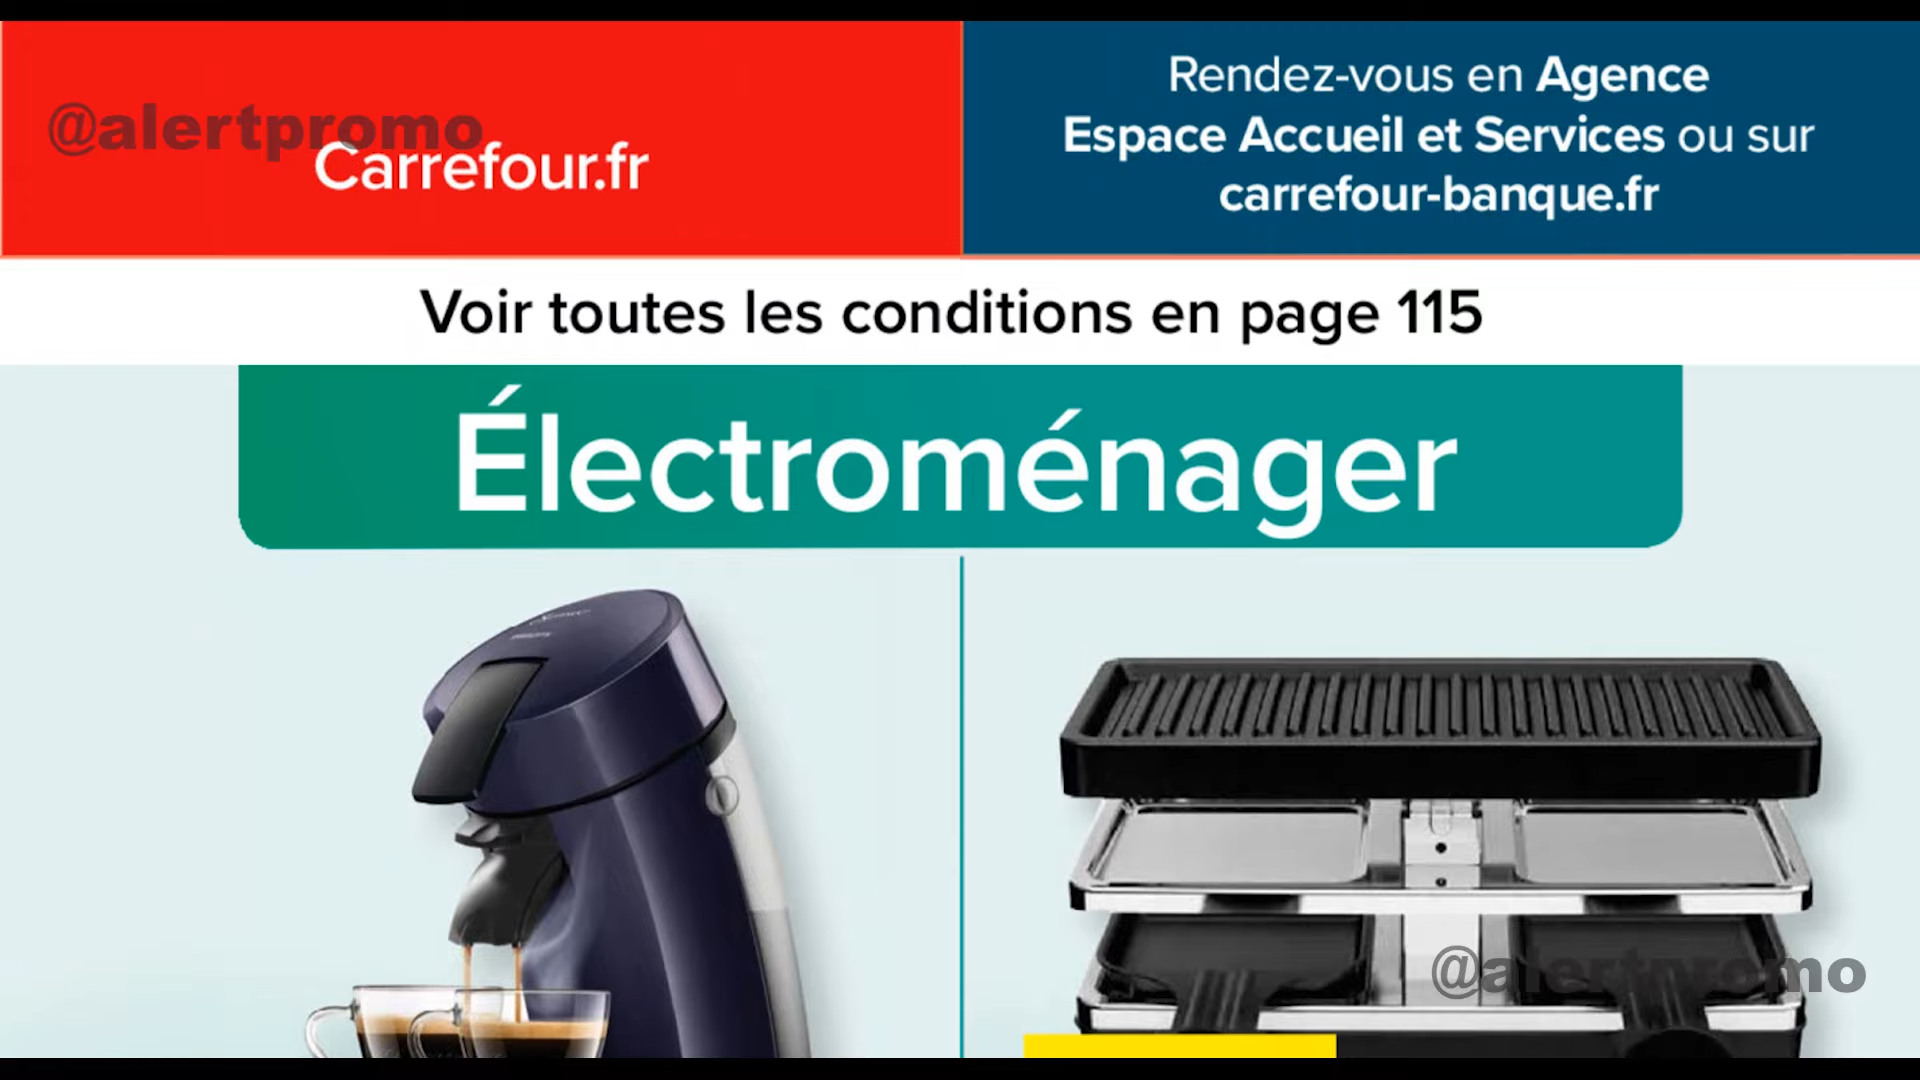 @alertpromo
Carrefour.fr
Rendez-vous en Agence
Espace Accueil et Services ou sur
carrefour-banque.fr
Voir toutes les conditions en page 115
Électroménager
@alertpromo